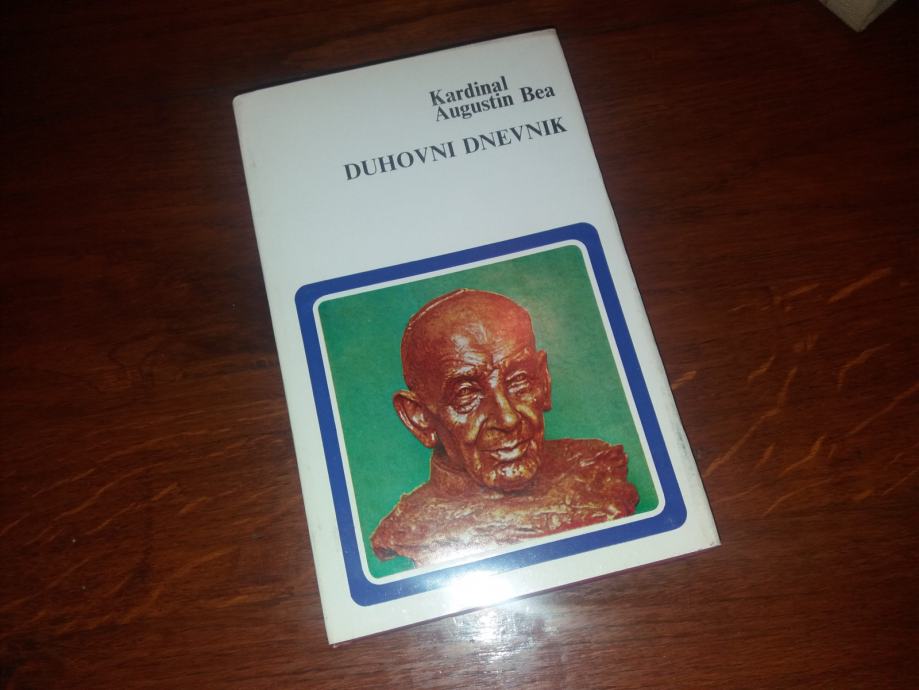 Kardinal
Augustin Bea
DUHOVNI DNEVNIK